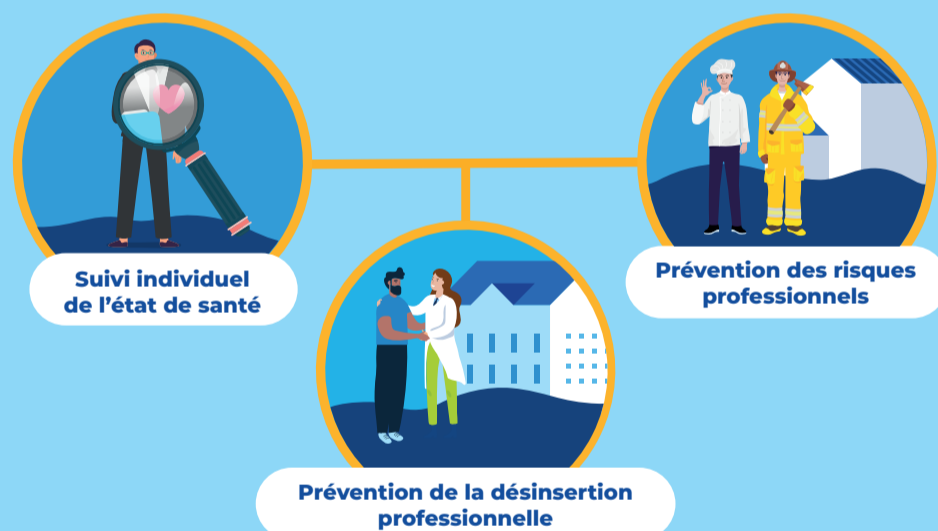 Suivi individuel
de l’état de santé
Prévention des risques
professionnels
Prévention de la désinsertion
professionnelle